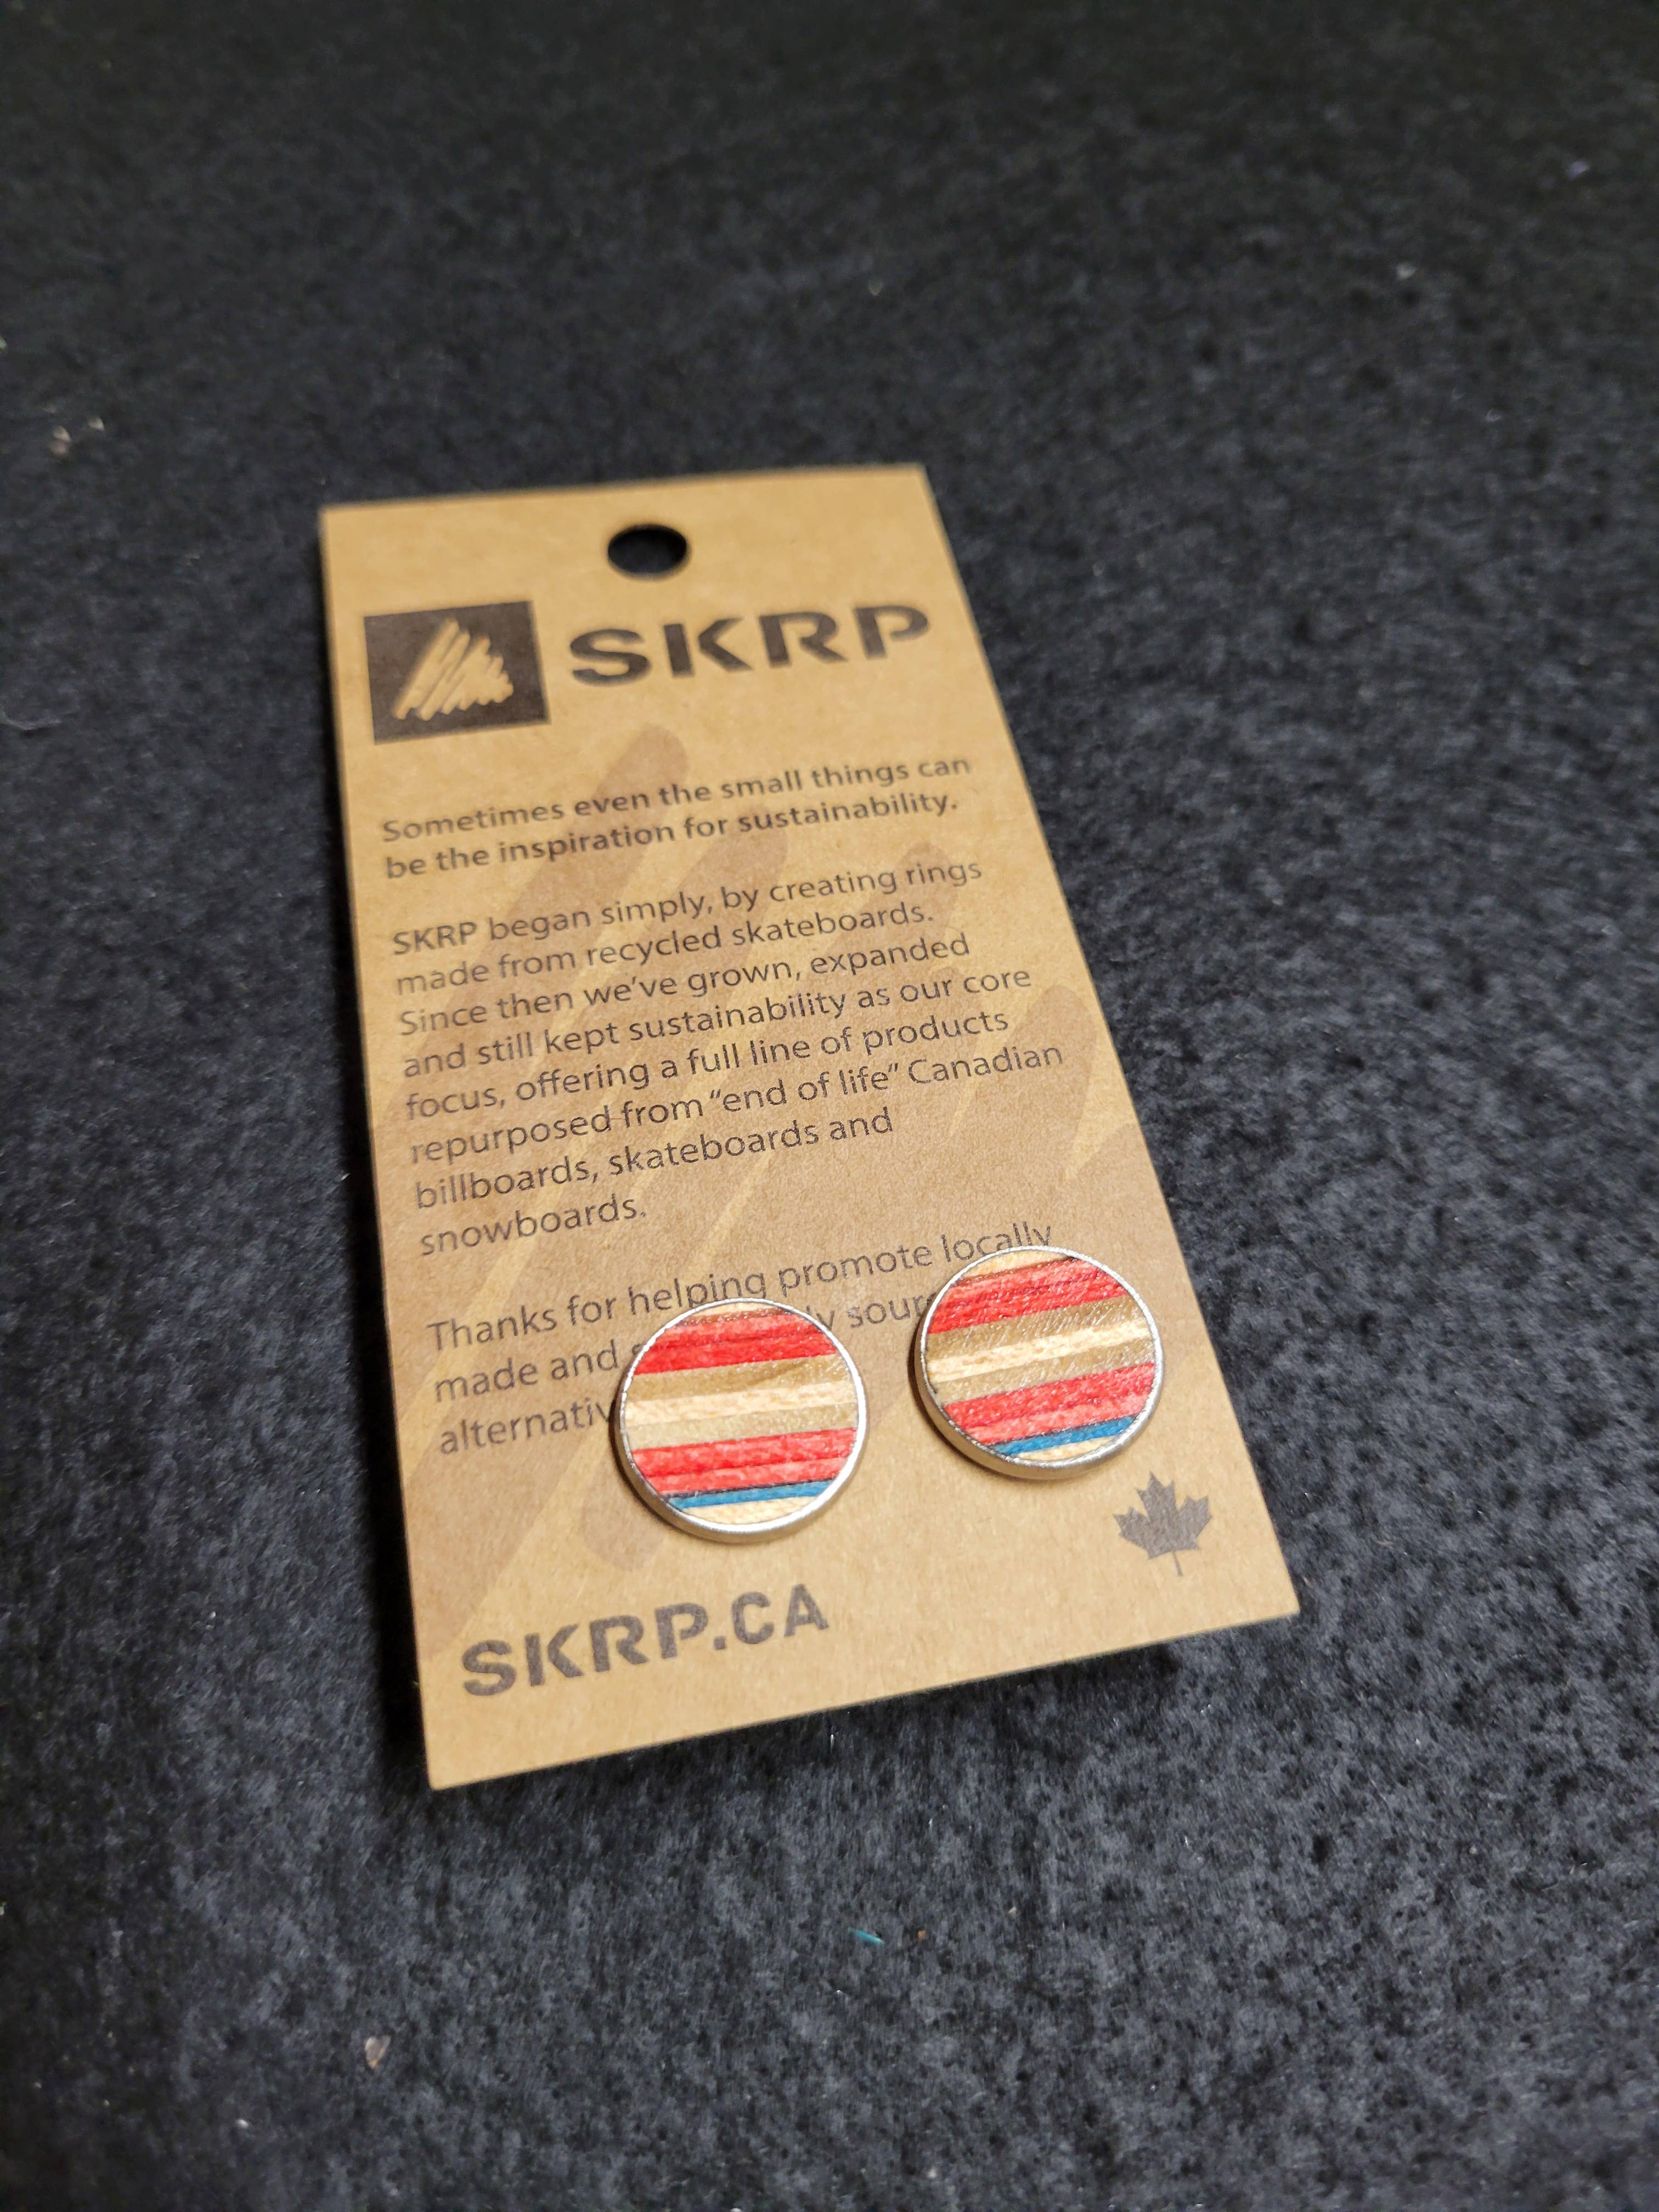 SKRP
Sometimes even the small things can
be the inspiration for sustainability.
SKRP began simply, by creating rings
made from recycled skateboards.
Since then we've grown, expanded
and still kept sustainability as our core
focus, offering a full line of products
repurposed from "end of life" Canadian
billboards, skateboards and
snowboards.
Thanks for helping promote locally
made and
SKRP.CA